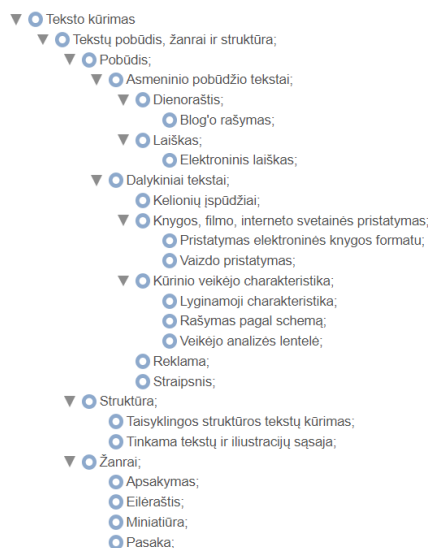 Teksto kūrimas
Tekstų pobūdis, žanrai ir struktūra;
Pobūdis;
Asmeninio pobūdžio tekstai;
Dienoraštis;
Blog'o rašymas;
Laiškas;
Elektroninis laiškas;
Dalykiniai tekstai;
Kelionių įspūdžiai;
Knygos, filmo, interneto svetainės pristatymas;
Pristatymas elektroninės knygos formatu;
Vaizdo pristatymas;
Kūrinio veikėjo charakteristika;
Lyginamoji charakteristika;
Rašymas pagal schemą;
Veikėjo analizės lentelė;
Reklama;
Straipsnis;
Struktūra;
Taisyklingos struktūros tekstų kūrimas;
Tinkama tekstų ir iliustracijų sąsaja;
Žanrai;
Apsakymas;
Eilėraštis;
Miniatiūra;
Pasaka;